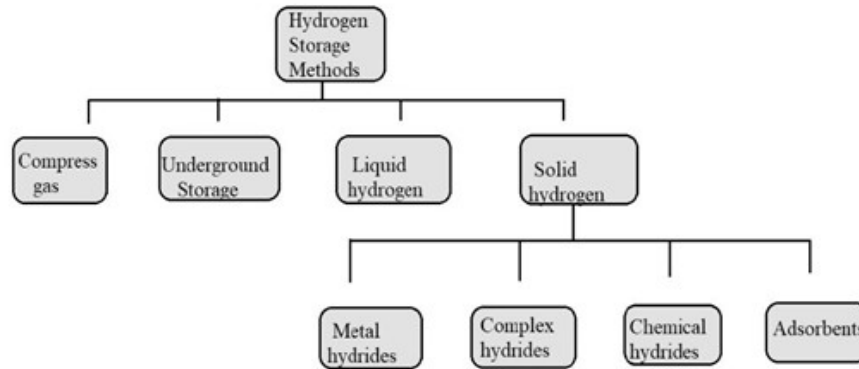 Hydrogen
Storage
Methods
Compress
gas
Underground
Storage
Liquid
hydrogen
Solid
hydrogen
Metal
hydrides
Complex
hydrides
Chemical
hydrides
Adsorbents